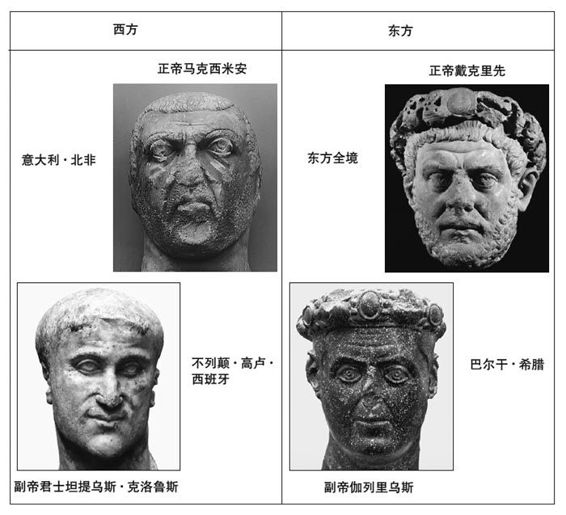 西方
东方
正帝马克西米安
意大利·北非
不列颠·高卢·
西班牙
副帝君士坦提乌斯·克洛鲁斯
正帝戴克里先
东方全境
巴尔干·希腊
副帝伽列里乌斯